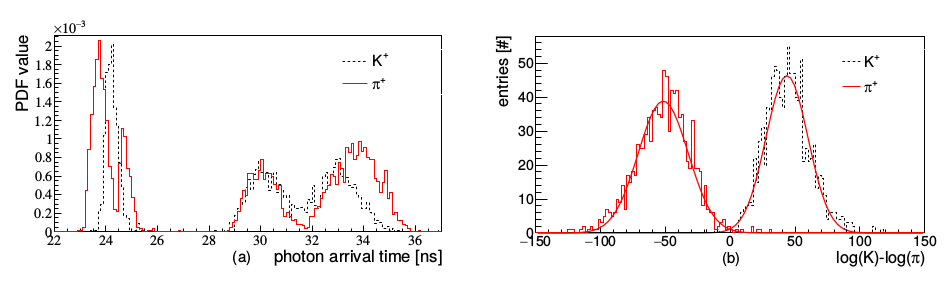 ×10⁻³
PDF value
2
1.8
1.6
1.4
1.2
1
0.8
0.6
0.4
0.2
0
22 24 26 28 30 32 34 36
K⁺
π⁺
(a) photon arrival time [ns]
entries [#]
50
40
30
20
10
0
−150 −100 −50 0 50 100 150
K⁺
π⁺
(b) log(K)-log(π)